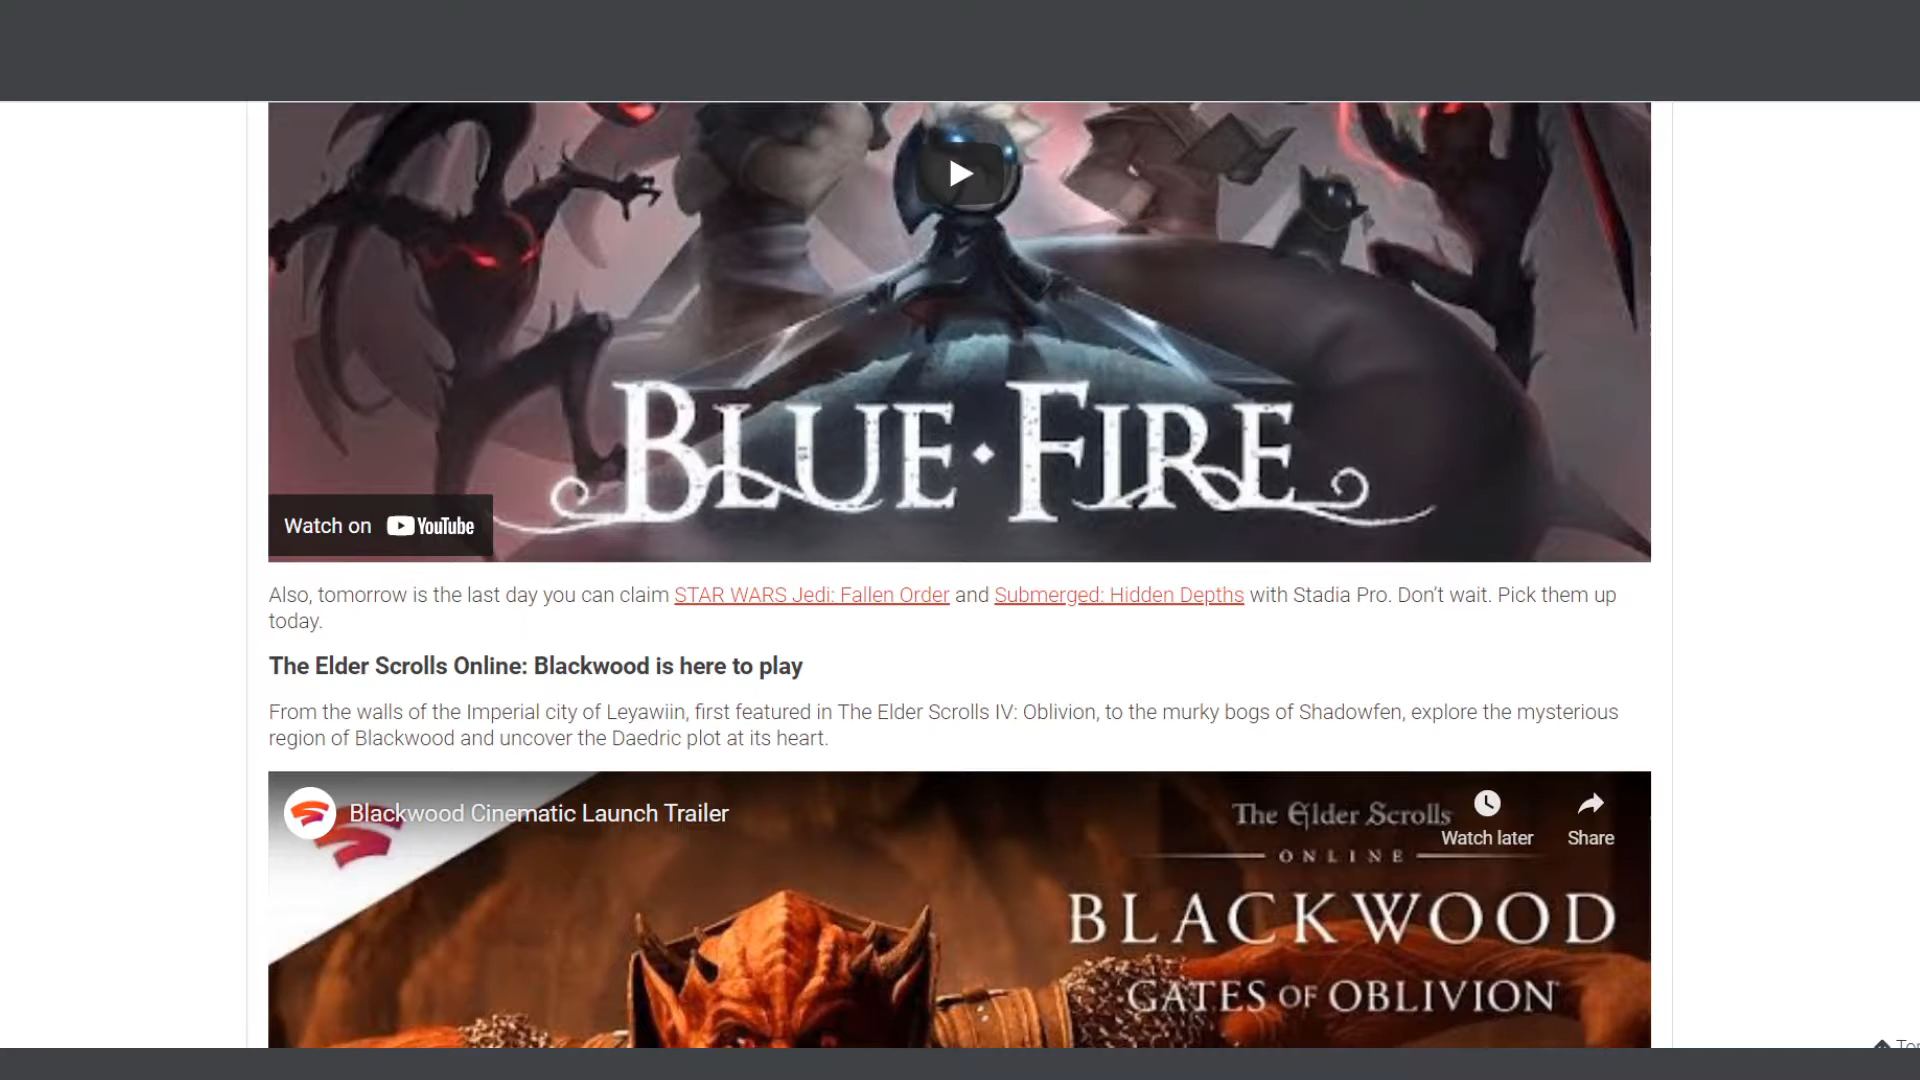 BLUE·FIRE
Watch on YouTube
Also, tomorrow is the last day you can claim STAR WARS Jedi: Fallen Order and Submerged: Hidden Depths with Stadia Pro. Don’t wait. Pick them up
today.
The Elder Scrolls Online: Blackwood is here to play
From the walls of the Imperial city of Leyawiin, first featured in The Elder Scrolls IV: Oblivion, to the murky bogs of Shadowfen, explore the mysterious
region of Blackwood and uncover the Daedric plot at its heart.
Blackwood Cinematic Launch Trailer
The Elder Scrolls
Watch later Share
ONLINE
BLACKWOOD
GATES OF OBLIVION